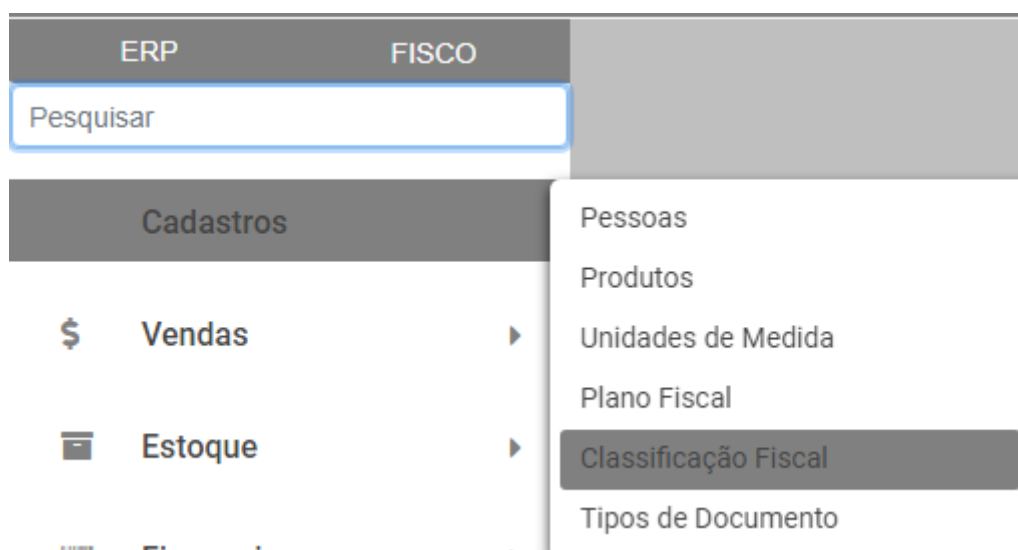 ERP FISCO
Pesquisar
Cadastros
Vendas
Estoque
Pessoas
Produtos
Unidades de Medida
Plano Fiscal
Classificação Fiscal
Tipos de Documento